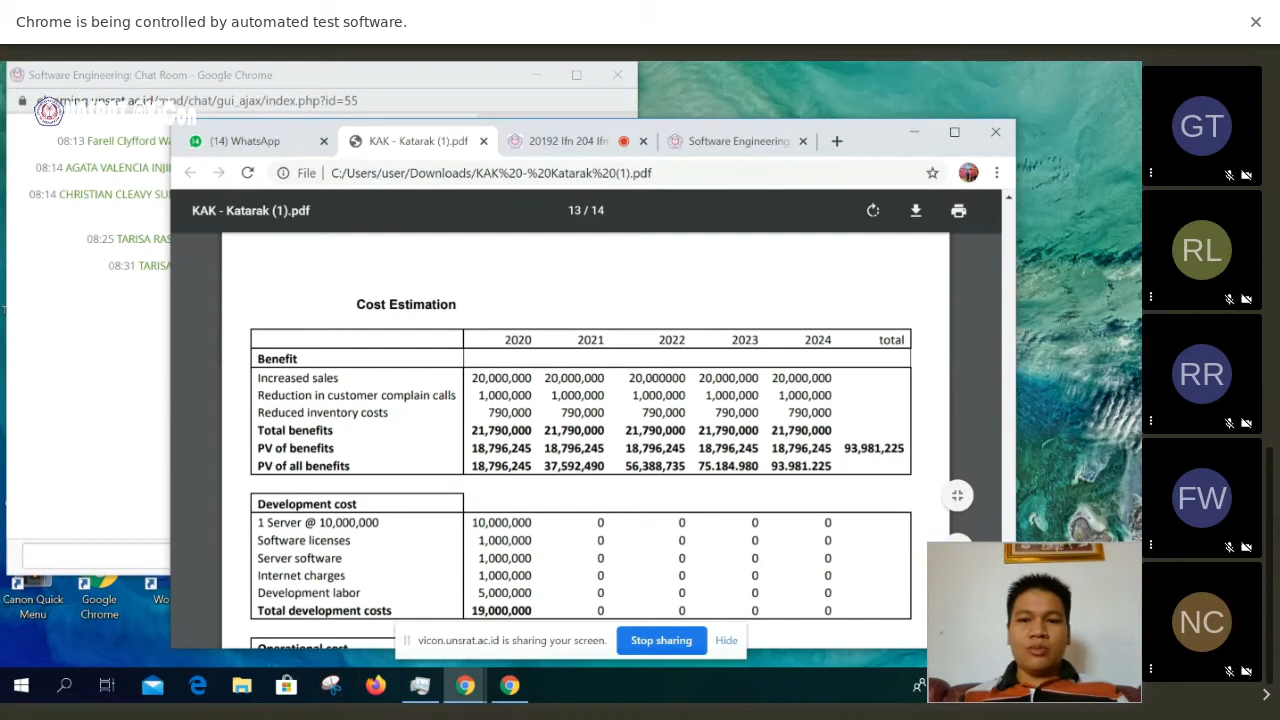 Chrome is being controlled by automated test software.
Software Engineering: Chat Room - Google Chrome
08:13 Farell Clyfford
08:14 AGATA VALENCIA
08:14 CHRISTIAN CLEAVY
08:25 TARISA
08:31 TARISA
(14) WhatsApp
KAK - Katarak (1).pdf
20192 Ifn 204 Ifn
Software Engineering:
File C:/Users/user/Downloads/KAK%20-%20Katarak%20(1).pdf
KAK - Katarak (1).pdf
13 / 14
Cost Estimation
2020 2021 2022 2023 2024 total
Benefit
Increased sales 20,000,000 20,000,000 20,000000 20,000,000 20,000,000
Reduction in customer complain calls 1,000,000 1,000,000 1,000,000 1,000,000 1,000,000
Reduced inventory costs 790,000 790,000 790,000 790,000 790,000
Total benefits 21,790,000 21,790,000 21,790,000 21,790,000 21,790,000
PV of benefits 18,796,245 18,796,245 18,796,245 18,796,245 18,796,245 93,981,225
PV of all benefits 18,796,245 37,592,490 56,388,735 75.184.980 93.981.225
Development cost
1 Server @ 10,000,000 10,000,000 0 0 0 0
Software licenses 1,000,000 0 0 0 0
Server software 1,000,000 0 0 0 0
Internet charges 1,000,000 0 0 0 0
Development labor 5,000,000 0 0 0 0
Total development costs 19,000,000 0 0 0 0
Operational cost
vicon.unsrat.ac.id is sharing your screen. Stop sharing Hide
Canon Quick Menu
Google Chrome
Wo
GT
RL
RR
FW
NC